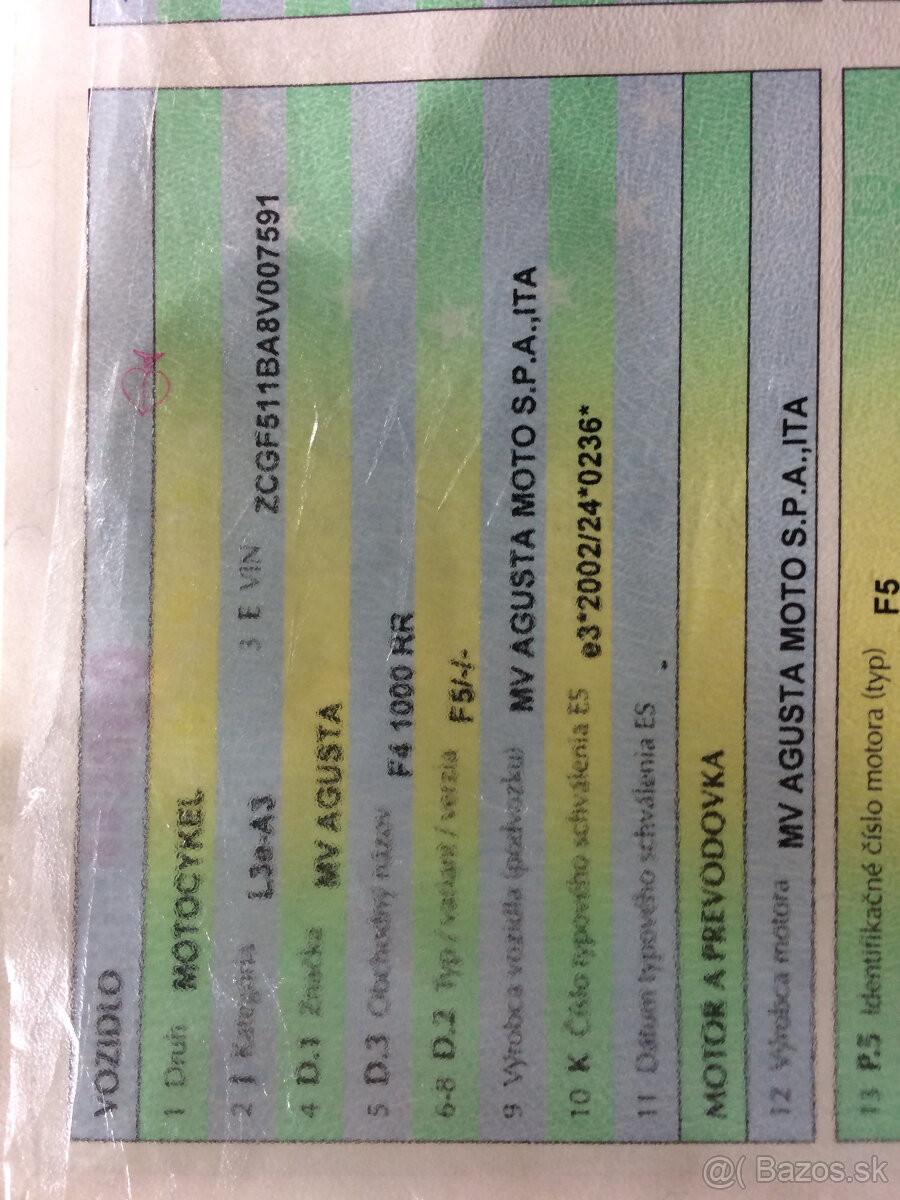 VOZIDLO
1 Druh MOTOCYKEL
2 J Kategória L3e-A3 3 E VIN ZCGF511BA8V007591
4 D.1 Značka MV AGUSTA
5 D.3 Obchodný názov F4 1000 RR
6-8 D.2 Typ / variant / verzia F5/-/-
9 Výrobca vozidla (podvozku) MV AGUSTA MOTO S.P.A.,ITA
10 K Číslo typového schválenia ES e3*2002/24*0236*
11 Dátum typového schválenia ES -
MOTOR A PREVODOVKA
12 Výrobca motora MV AGUSTA MOTO S.P.A.,ITA
13 P.5 Identifikačné číslo motora (typ) F5
@( Bazos.sk